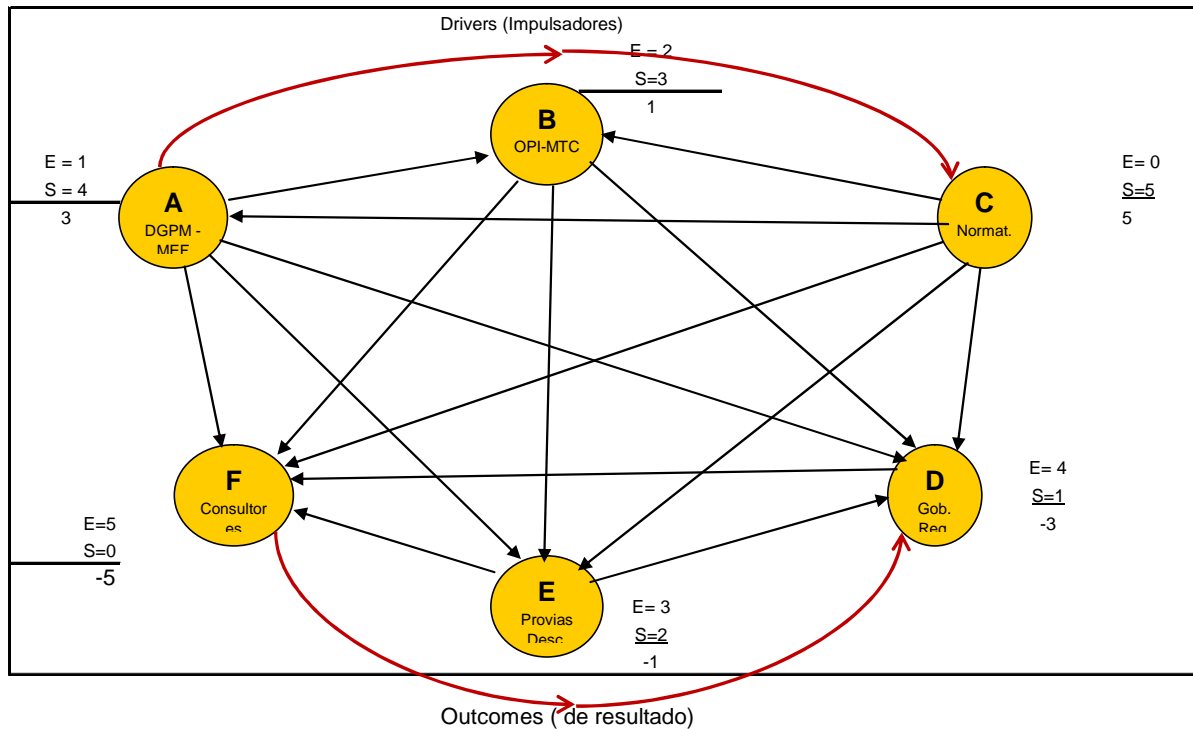 Drivers (Impulsadores)
E = 2
S=3
1
B
OPI-MTC
E = 1
S = 4
3
A
DGPM -
MEF
C
Normat.
E= 0
S=5
5
F
Consultor
es
E=5
S=0
-5
D
Gob.
Reg.
E= 4
S=1
-3
E
Provias
Desc
E= 3
S=2
-1
Outcomes ( de resultado)